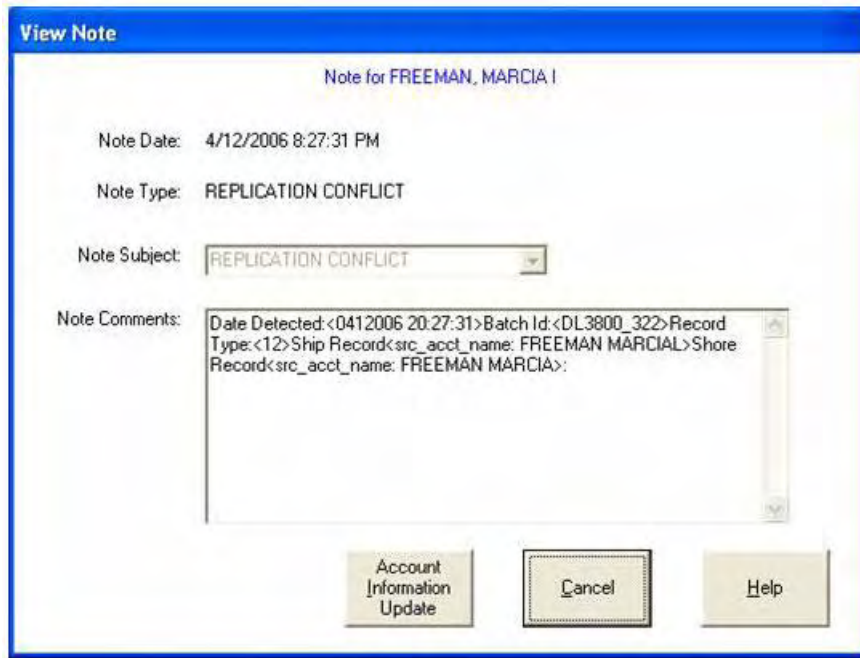 View Note
Note for FREEMAN, MARCIA I
Note Date: 4/12/2006 8:27:31 PM
Note Type: REPLICATION CONFLICT
Note Subject: REPLICATION CONFLICT
Note Comments: Date Detected:<0412006 20:27:31>Batch Id:<DL3800_322>Record
Type:<12>Ship Record<src_acct_name: FREEMAN MARCIAL>Shore
Record<src_acct_name: FREEMAN MARCIA>:
Account
Information
Update
Cancel
Help